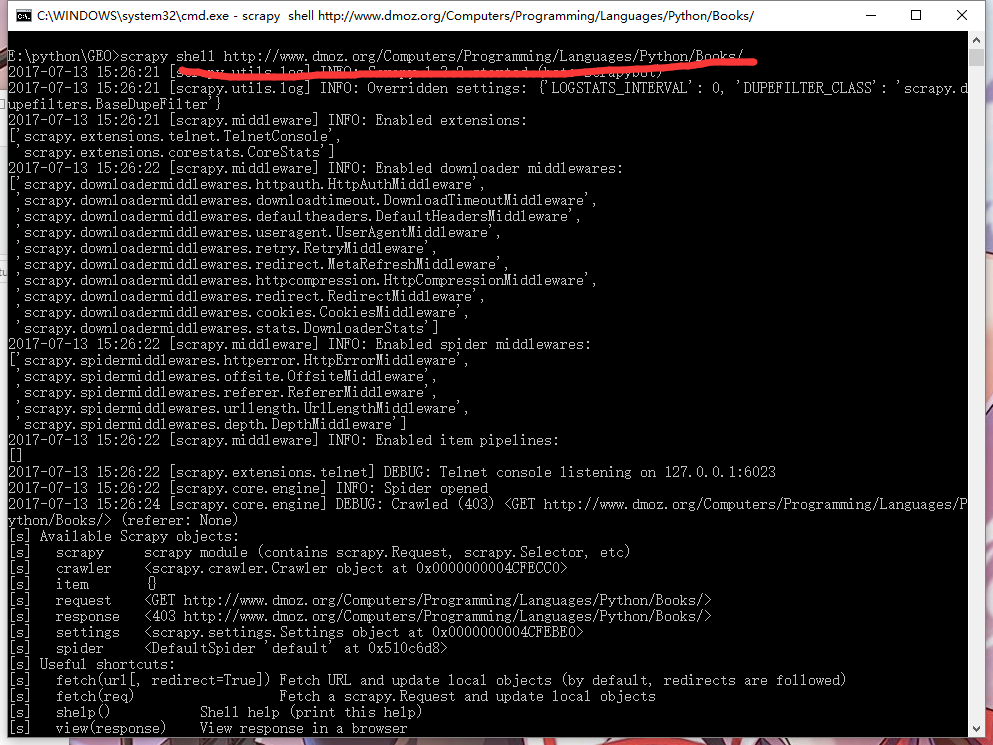 C:\WINDOWS\system32\cmd.exe - scrapy  shell http://www.dmoz.org/Computers/Programming/Languages/Python/Books/
E:\python\GEO>scrapy shell http://www.dmoz.org/Computers/Programming/Languages/Python/Books/
2017-07-13 15:26:21 [scrapy.utils.log] INFO:
2017-07-13 15:26:21 [scrapy.utils.log] INFO: Overridden settings: {'LOGSTATS_INTERVAL': 0, 'DUPEFILTER_CLASS': 'scrapy.d
upefilters.BaseDupeFilter'}
2017-07-13 15:26:21 [scrapy.middleware] INFO: Enabled extensions:
['scrapy.extensions.telnet.TelnetConsole',
 'scrapy.extensions.corestats.CoreStats']
2017-07-13 15:26:22 [scrapy.middleware] INFO: Enabled downloader middlewares:
['scrapy.downloadermiddlewares.httpauth.HttpAuthMiddleware',
 'scrapy.downloadermiddlewares.downloadtimeout.DownloadTimeoutMiddleware',
 'scrapy.downloadermiddlewares.defaultheaders.DefaultHeadersMiddleware',
 'scrapy.downloadermiddlewares.useragent.UserAgentMiddleware',
 'scrapy.downloadermiddlewares.retry.RetryMiddleware',
 'scrapy.downloadermiddlewares.redirect.MetaRefreshMiddleware',
 'scrapy.downloadermiddlewares.httpcompression.HttpCompressionMiddleware',
 'scrapy.downloadermiddlewares.redirect.RedirectMiddleware',
 'scrapy.downloadermiddlewares.cookies.CookiesMiddleware',
 'scrapy.downloadermiddlewares.stats.DownloaderStats']
2017-07-13 15:26:22 [scrapy.middleware] INFO: Enabled spider middlewares:
['scrapy.spidermiddlewares.httperror.HttpErrorMiddleware',
 'scrapy.spidermiddlewares.offsite.OffsiteMiddleware',
 'scrapy.spidermiddlewares.referer.RefererMiddleware',
 'scrapy.spidermiddlewares.urllength.UrlLengthMiddleware',
 'scrapy.spidermiddlewares.depth.DepthMiddleware']
2017-07-13 15:26:22 [scrapy.middleware] INFO: Enabled item pipelines:
[]
2017-07-13 15:26:22 [scrapy.extensions.telnet] DEBUG: Telnet console listening on 127.0.0.1:6023
2017-07-13 15:26:22 [scrapy.core.engine] INFO: Spider opened
2017-07-13 15:26:24 [scrapy.core.engine] DEBUG: Crawled (403) <GET http://www.dmoz.org/Computers/Programming/Languages/P
ython/Books/> (referer: None)
[s] Available Scrapy objects:
[s]   scrapy     scrapy module (contains scrapy.Request, scrapy.Selector, etc)
[s]   crawler    <scrapy.crawler.Crawler object at 0x0000000004CFECC0>
[s]   item       {}
[s]   request    <GET http://www.dmoz.org/Computers/Programming/Languages/Python/Books/>
[s]   response   <403 http://www.dmoz.org/Computers/Programming/Languages/Python/Books/>
[s]   settings   <scrapy.settings.Settings object at 0x0000000004CFEBE0>
[s]   spider     <DefaultSpider 'default' at 0x510c6d8>
[s] Useful shortcuts:
[s]   fetch(url[, redirect=True]) Fetch URL and update local objects (by default, redirects are followed)
[s]   fetch(req)                  Fetch a scrapy.Request and update local objects
[s]   shelp()           Shell help (print this help)
[s]   view(response)    View response in a browser